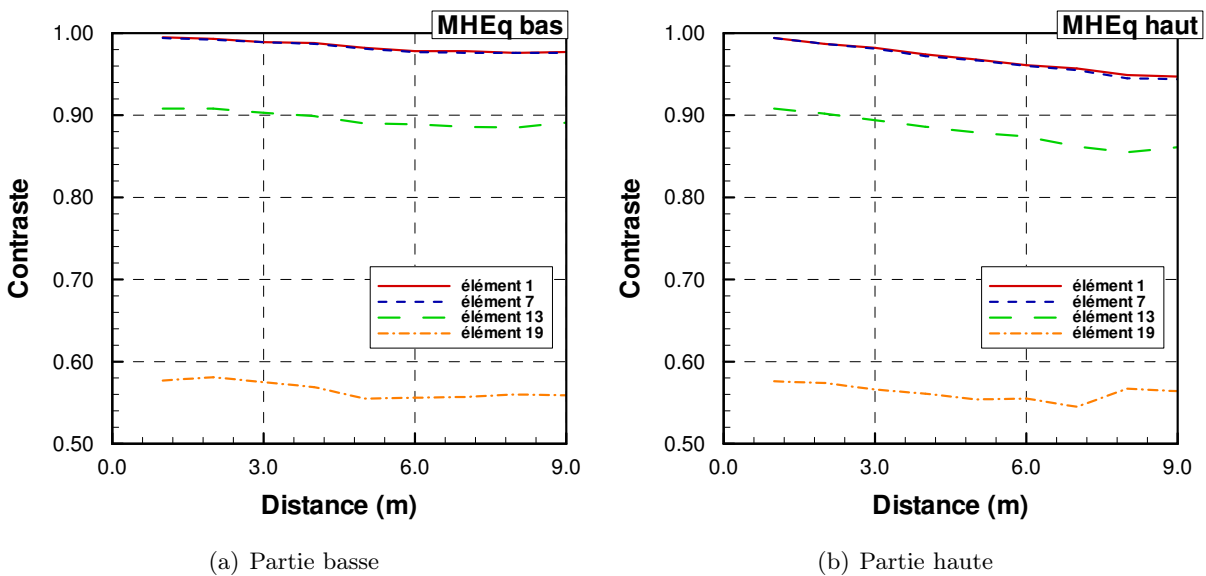 MHEq bas
1.00
0.90
0.80
0.70
0.60
0.50
Contraste
élément 1
élément 7
élément 13
élément 19
0.0 3.0 6.0 9.0
Distance (m)
(a) Partie basse
MHEq haut
1.00
0.90
0.80
0.70
0.60
0.50
Contraste
élément 1
élément 7
élément 13
élément 19
0.0 3.0 6.0 9.0
Distance (m)
(b) Partie haute